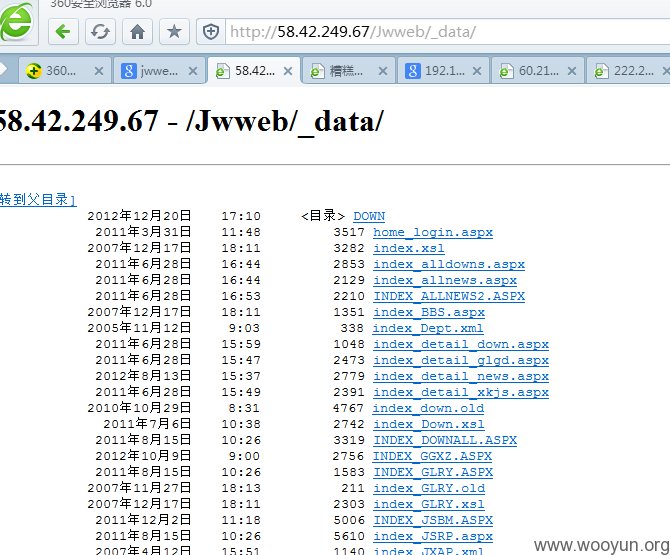 360安全浏览器 6.0
http://58.42.249.67/Jwweb/_data/
360... jwwe... 58.42... 糟糕... 192.1... 60.21... 222.2...
58.42.249.67 - /Jwweb/_data/
转到父目录]
2012年12月20日 17:10 <目录> DOWN
2011年3月31日 11:48 3517 home_login.aspx
2007年12月17日 18:11 3282 index.xsl
2011年6月28日 16:44 2853 index_alldowns.aspx
2011年6月28日 16:44 2129 index_allnews.aspx
2011年6月28日 16:53 2210 INDEX_ALLNEWS2.ASPX
2007年12月17日 18:11 1351 index_BBS.aspx
2005年11月12日 9:03 338 index_Dept.xml
2011年6月28日 15:59 1048 index_detail_down.aspx
2011年6月28日 15:47 2473 index_detail_glgd.aspx
2012年8月13日 15:37 2779 index_detail_news.aspx
2011年6月28日 15:49 2391 index_detail_xkjs.aspx
2010年10月29日 8:31 4767 index_down.old
2011年7月6日 10:38 2742 index_Down.xsl
2011年8月15日 10:26 3319 INDEX_DOWNALL.ASPX
2012年10月9日 9:00 2756 INDEX_GGXZ.ASPX
2011年8月15日 10:26 1583 INDEX_GLRY.ASPX
2007年11月27日 18:13 211 index_GLRY.old
2007年12月17日 18:11 2303 index_GLRY.xsl
2011年12月2日 11:18 5006 INDEX_JSBM.ASPX
2011年8月15日 10:26 5610 INDEX_JSRP.aspx
2007年4月12日 15:51 1140 index_JXAP.xml
www.wooyun.org